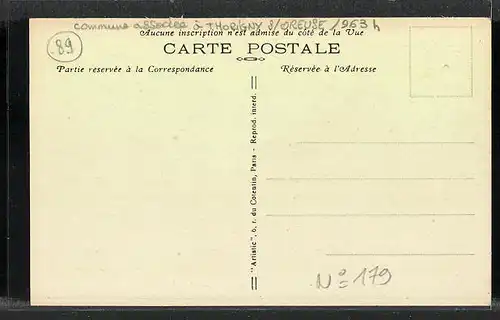 commune associée à THORIGNY S/OREUSE /963 h
89
Aucune inscription n'est admise du côté de la Vue
CARTE POSTALE
Partie réservée à la Correspondance
Réservée à l'Adresse
"Artistic", 6, r. du Cotentin, Paris - Reprod. interd.
N° = 179